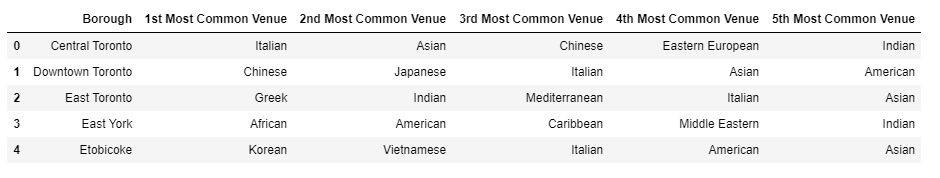 Borough 1st Most Common Venue 2nd Most Common Venue 3rd Most Common Venue 4th Most Common Venue 5th Most Common Venue
0 Central Toronto Italian Asian Chinese Eastern European Indian
1 Downtown Toronto Chinese Japanese Italian Asian American
2 East Toronto Greek Indian Mediterranean Italian Asian
3 East York African American Caribbean Middle Eastern Indian
4 Etobicoke Korean Vietnamese Italian American Asian